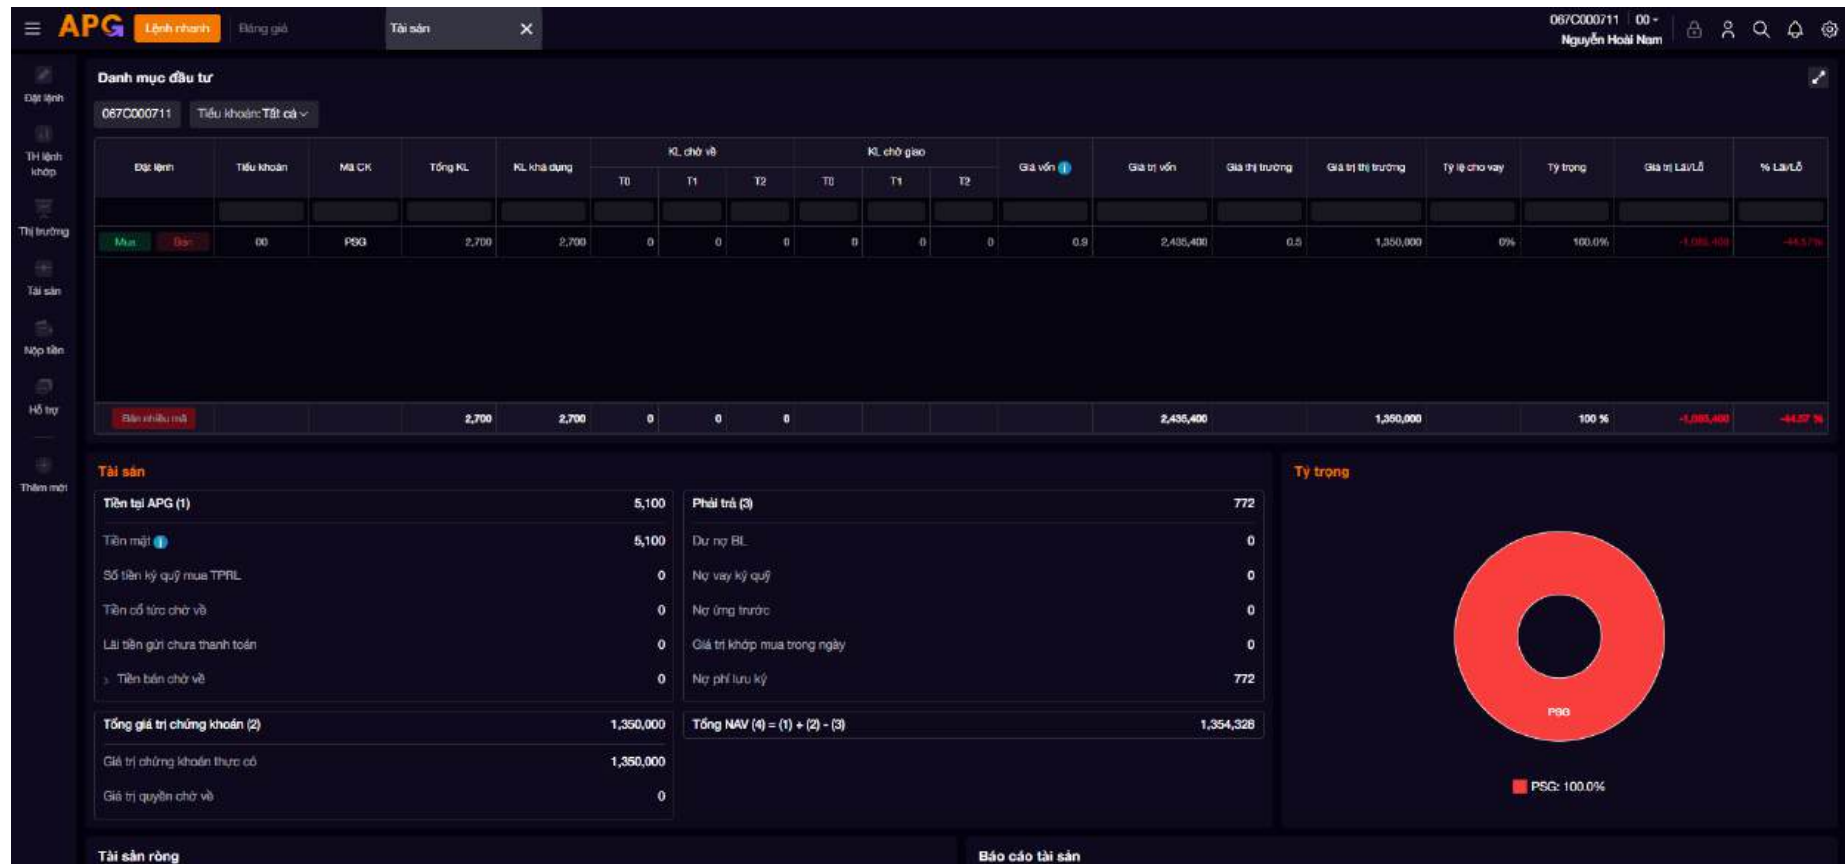 APG Lệnh nhanh Bảng giá Tài sản 067C000711 00
Nguyễn Hoài Nam
Đặt lệnh
TH lệnh khớp
Thị trường
Tài sản
Nộp tiền
Hỗ trợ
Thêm mới
Danh mục đầu tư
067C000711 Tiểu khoản: Tất cả
Đặt lệnh Tiểu khoản Mã CK Tổng KL KL khả dụng KL chờ về KL chờ giao Giá vốn Giá trị vốn Giá thị trường Giá trị thị trường Tỷ lệ cho vay Tỷ trọng Giá trị Lãi/Lỗ % Lãi/Lỗ
T0 T1 T2 T0 T1 T2
Mua Bán 00 PSG 2,700 2,700 0 0 0 0 0 0 0.9 2,435,400 0.5 1,350,000 0% 100.0% -1,085,400 -44.57%
Bán nhiều mã 2,700 2,700 0 0 0 2,435,400 1,350,000 100 % -1,085,400 -44.57 %
Tài sản
Tiền tại APG (1) 5,100
Tiền mặt 5,100
Số tiền ký quỹ mua TPRL 0
Tiền cổ tức chờ về 0
Lãi tiền gửi chưa thanh toán 0
Tiền bán chờ về 0
Tổng giá trị chứng khoán (2) 1,350,000
Giá trị chứng khoán thực có 1,350,000
Giá trị quyền chờ về 0
Phải trả (3) 772
Dư nợ BL 0
Nợ vay ký quỹ 0
Nợ ứng trước 0
Giá trị khớp mua trong ngày 0
Nợ phí lưu ký 772
Tổng NAV (4) = (1) + (2) - (3) 1,354,328
Tỷ trọng
PSG
PSG: 100.0%
Tài sản ròng
Báo cáo tài sản